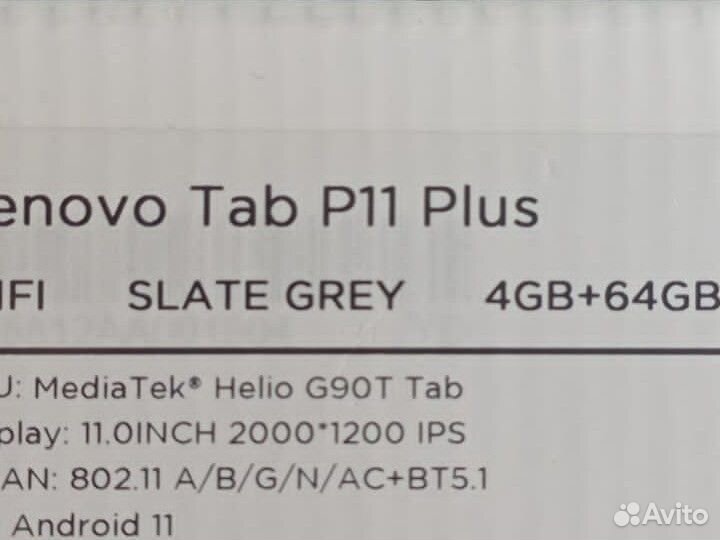 enovo Tab P11 Plus
IFI SLATE GREY 4GB+64GB
U: MediaTek® Helio G90T Tab
play: 11.0INCH 2000*1200 IPS
AN: 802.11 A/B/G/N/AC+BT5.1
Android 11
Avito